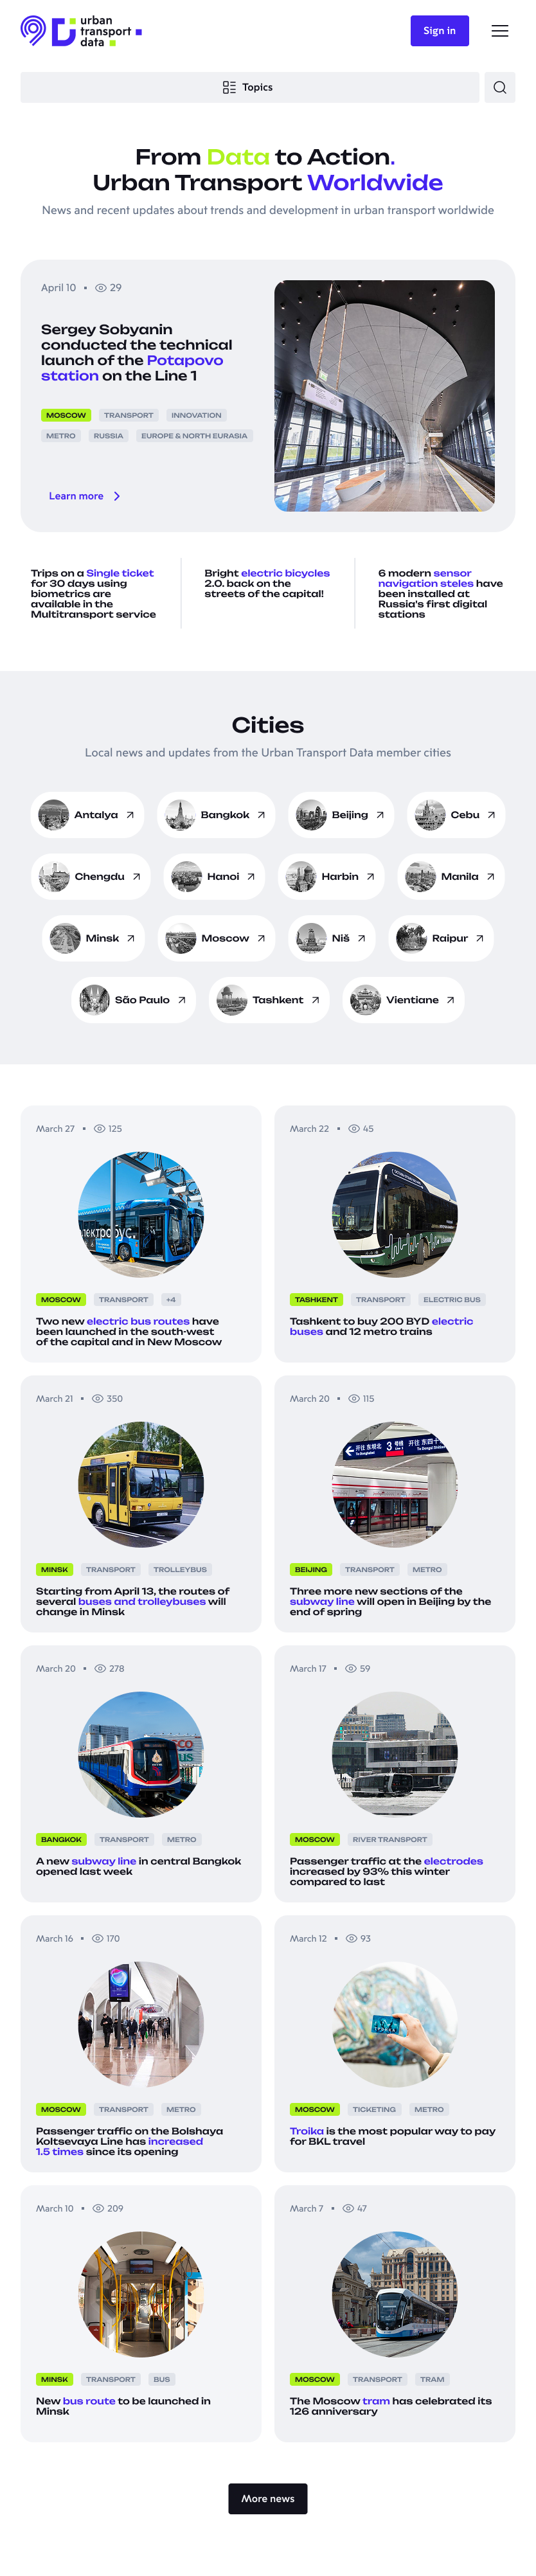 urban
transport
data
Sign in
Topics
From Data to Action.
Urban Transport Worldwide
News and recent updates about trends and development in urban transport worldwide
April 10 • 29
Sergey Sobyanin
conducted the technical
launch of the Potapovo
station on the Line 1
MOSCOW TRANSPORT INNOVATION
METRO RUSSIA EUROPE & NORTH EURASIA
Learn more
Trips on a Single ticket
for 30 days using
biometrics are
available in the
Multitransport service
Bright electric bicycles
2.0. back on the
streets of the capital!
6 modern sensor
navigation steles have
been installed at
Russia's first digital
stations
Cities
Local news and updates from the Urban Transport Data member cities
Antalya Bangkok Beijing Cebu
Chengdu Hanoi Harbin Manila
Minsk Moscow Niš Raipur
São Paulo Tashkent Vientiane
March 27 • 125
электробус
MOSCOW TRANSPORT +4
Two new electric bus routes have
been launched in the south-west
of the capital and in New Moscow
March 22 • 45
TASHKENT TRANSPORT ELECTRIC BUS
Tashkent to buy 200 BYD electric
buses and 12 metro trains
March 21 • 350
MINSK TRANSPORT TROLLEYBUS
Starting from April 13, the routes of
several buses and trolleybuses will
change in Minsk
March 20 • 115
3号线
BEIJING TRANSPORT METRO
Three more new sections of the
subway line will open in Beijing by the
end of spring
March 20 • 278
BANGKOK TRANSPORT METRO
A new subway line in central Bangkok
opened last week
March 17 • 59
MOSCOW RIVER TRANSPORT
Passenger traffic at the electrodes
increased by 93% this winter
compared to last
March 16 • 170
MOSCOW TRANSPORT METRO
Passenger traffic on the Bolshaya
Koltsevaya Line has increased
1.5 times since its opening
March 12 • 93
MOSCOW TICKETING METRO
Troika is the most popular way to pay
for BKL travel
March 10 • 209
MINSK TRANSPORT BUS
New bus route to be launched in
Minsk
March 7 • 47
MOSCOW TRANSPORT TRAM
The Moscow tram has celebrated its
126 anniversary
More news